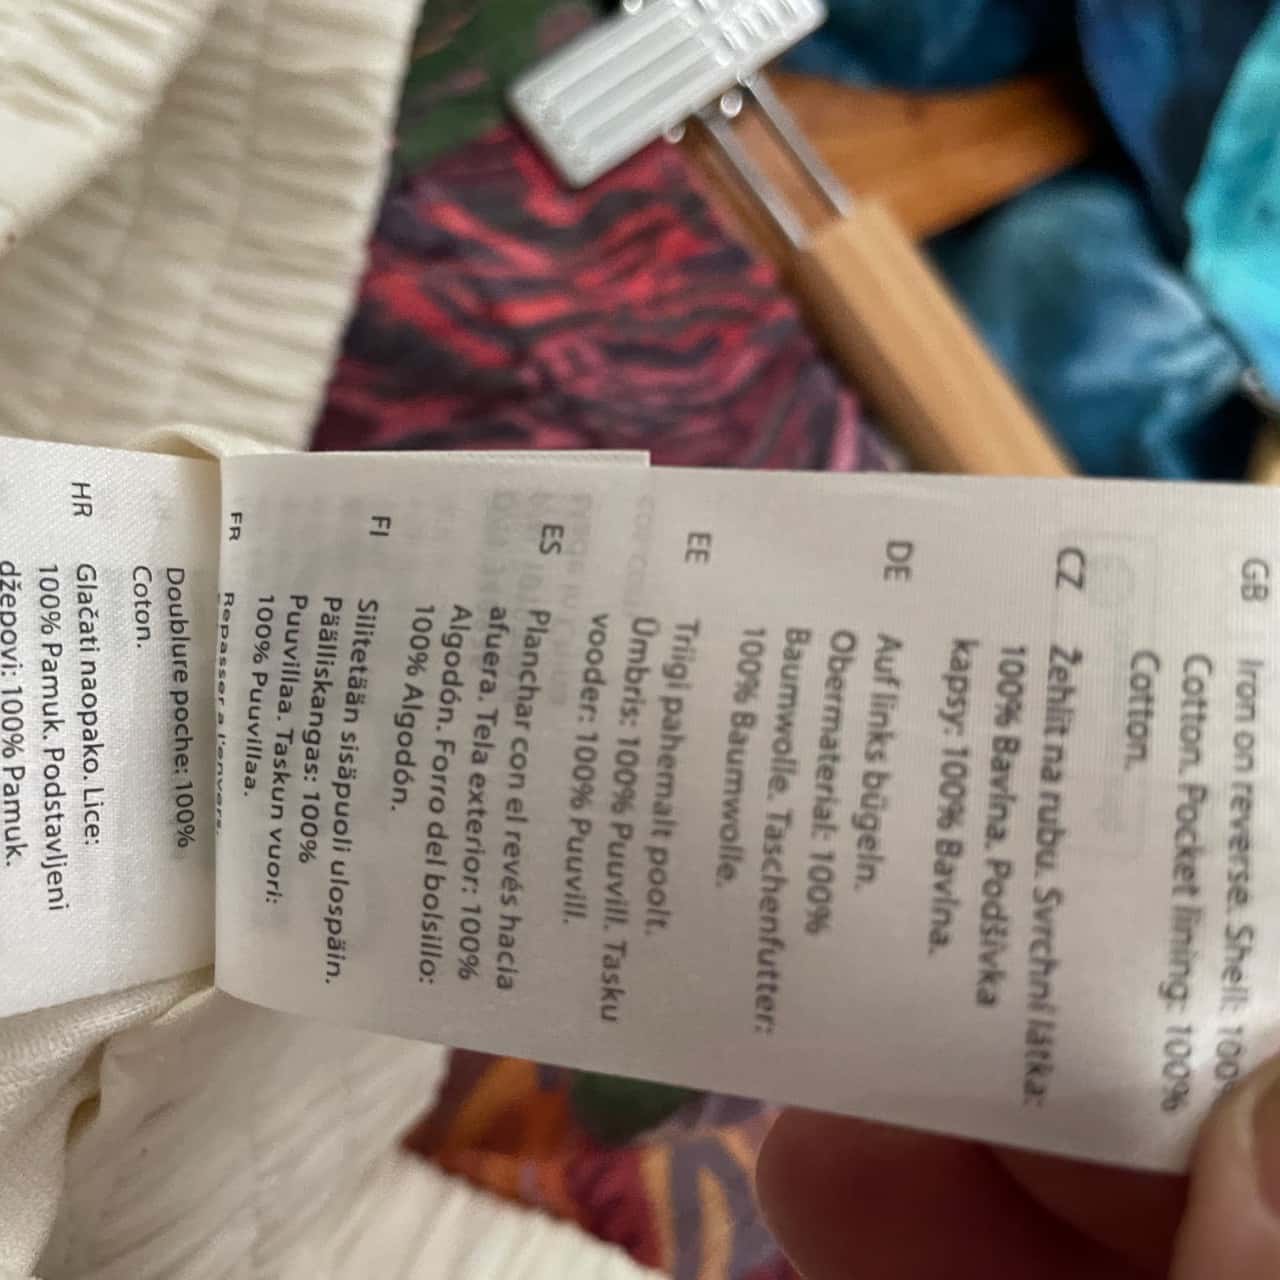 GB Iron on reverse. Shell: 100%
Cotton. Pocket lining: 100%
Cotton.
CZ Žehlit na rubu. Svrchní látka:
100% Bavlna. Podšívka
kapsy: 100% Bavlna.
DE Auf links bügeln.
Obermaterial: 100%
Baumwolle. Taschenfutter:
100% Baumwolle.
EE Triigi pahemalt poolt.
Ümbris: 100% Puuvill. Tasku
vooder: 100% Puuvill.
ES Planchar con el revés hacia
afuera. Tela exterior: 100%
Algodón. Forro del bolsillo:
100% Algodón.
FI Silitetään sisäpuoli ulospäin.
Päälliskangas: 100%
Puuvillaa. Taskun vuori:
100% Puuvillaa.
FR Repasser a l'envers.
Doublure poche: 100%
Coton.
HR Glačati naopako. Lice:
100% Pamuk. Podstavljeni
džepovi: 100% Pamuk.